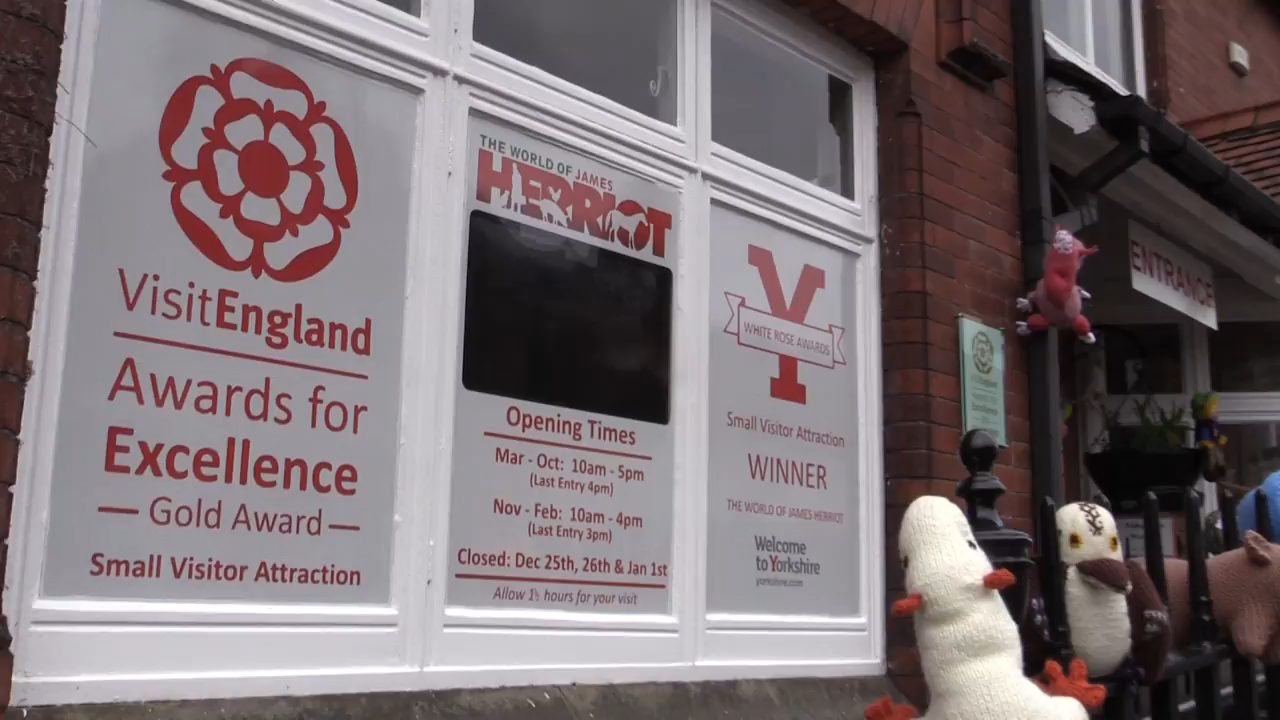 VisitEngland
Awards for
Excellence
Gold Award
Small Visitor Attraction
THE WORLD OF JAMES
HERRIOT
Opening Times
Mar - Oct: 10am - 5pm
(Last Entry 4pm)
Nov - Feb: 10am - 4pm
(Last Entry 3pm)
Closed: Dec 25th, 26th & Jan 1st
Allow 1½ hours for your visit
Y
WHITE ROSE AWARDS
Small Visitor Attraction
WINNER
THE WORLD OF JAMES HERRIOT
Welcome
to Yorkshire
yorkshire.com
ENTRANCE
VisitEngland